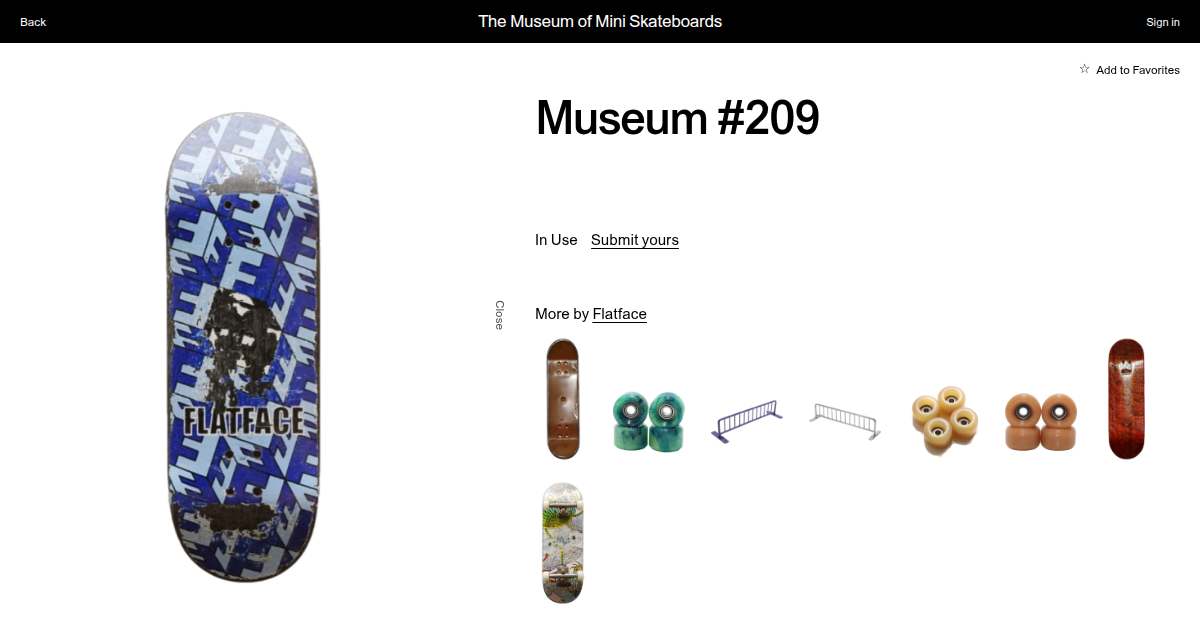 Back
The Museum of Mini Skateboards
Sign in
☆ Add to Favorites
Museum #209
In Use Submit yours
Close
More by Flatface
FLATFACE